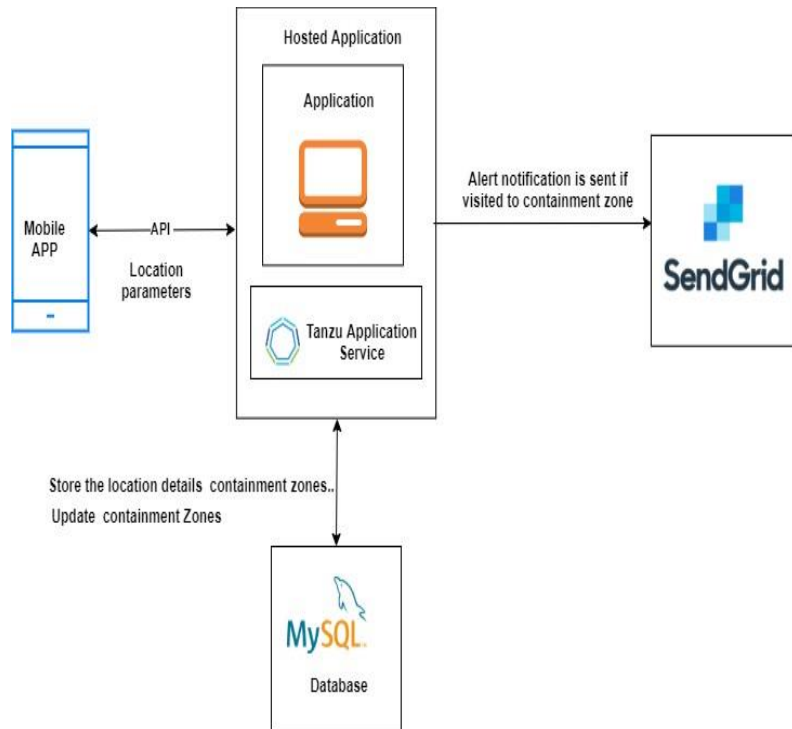 Hosted Application
Application
Mobile
APP
API
Location
parameters
Tanzu Application
Service
Alert notification is sent if
visited to containment zone
SendGrid
Store the location details containment zones..
Update containment Zones
MySQL
Database